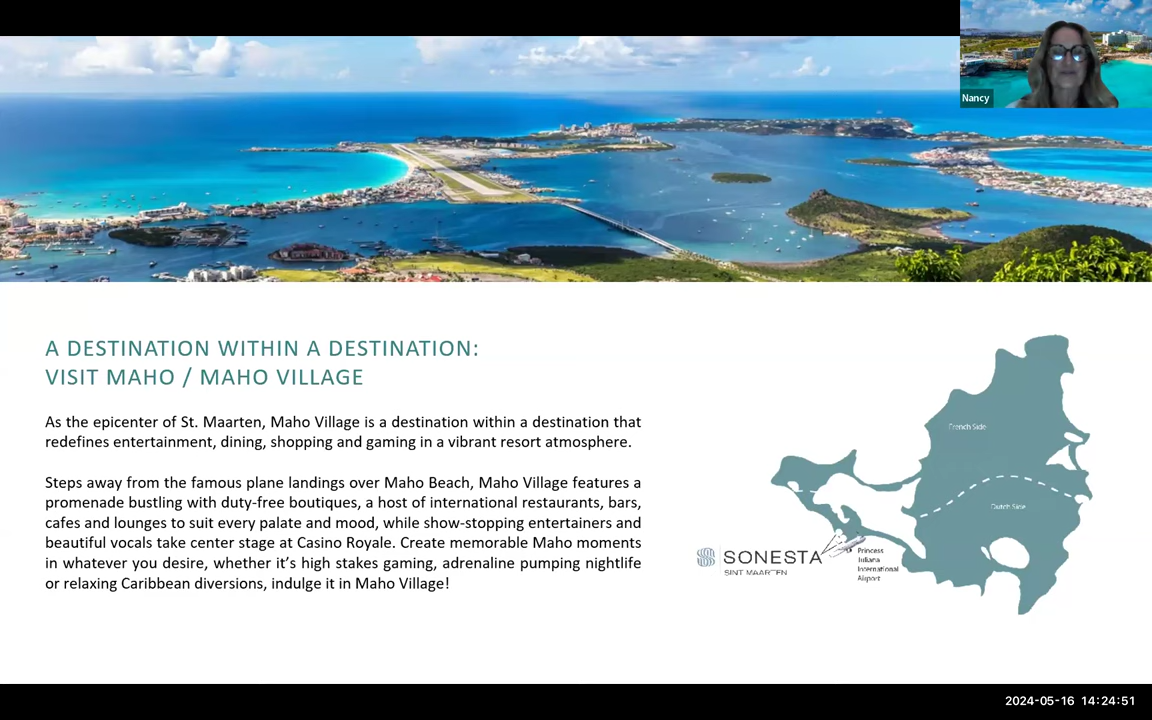 Nancy
A DESTINATION WITHIN A DESTINATION:
VISIT MAHO / MAHO VILLAGE
As the epicenter of St. Maarten, Maho Village is a destination within a destination that
redefines entertainment, dining, shopping and gaming in a vibrant resort atmosphere.
Steps away from the famous plane landings over Maho Beach, Maho Village features a
promenade bustling with duty-free boutiques, a host of international restaurants, bars,
cafes and lounges to suit every palate and mood, while show-stopping entertainers and
beautiful vocals take center stage at Casino Royale. Create memorable Maho moments
in whatever you desire, whether it’s high stakes gaming, adrenaline pumping nightlife
or relaxing Caribbean diversions, indulge it in Maho Village!
French Side
Dutch Side
SONESTA
SINT MAARTEN
Princess
Juliana
International
Airport
2024-05-16 14:24:51